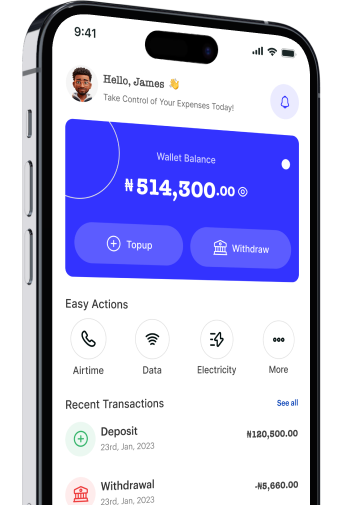 9:41
Hello, James 👋
Take Control of Your Expenses Today!
Wallet Balance
₦514,300.00
Topup
Withdraw
Easy Actions
Airtime
Data
Electricity
More
Recent Transactions
See all
Deposit
₦120,500.00
23rd, Jan, 2023
Withdrawal
-₦5,660.00
23rd, Jan, 2023